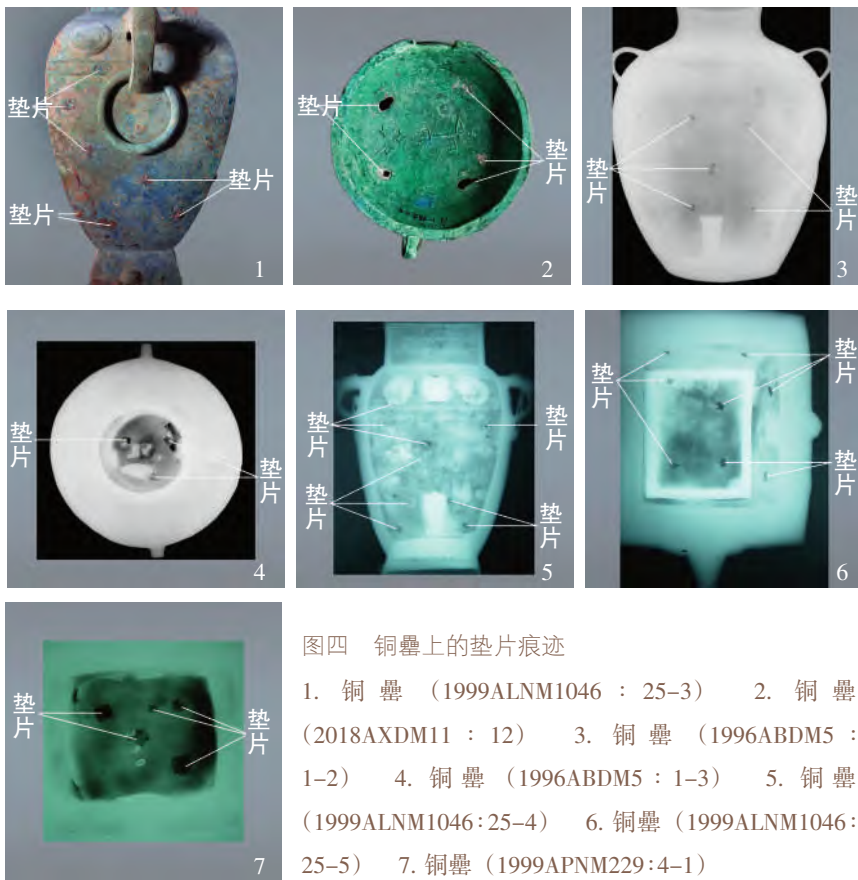 垫片
垫片
垫片
1
垫片
垫片
2
垫片
垫片
3
垫片
垫片
4
垫片
垫片
垫片
垫片
5
垫片
垫片
垫片
6
垫片
垫片
7
图四 铜罍上的垫片痕迹
1. 铜罍 (1999ALNM1046 : 25-3) 2. 铜罍
(2018AXDM11 : 12) 3. 铜罍 (1996ABDM5 :
1-2) 4. 铜罍 (1996ABDM5 : 1-3) 5. 铜罍
(1999ALNM1046:25-4) 6. 铜罍 (1999ALNM1046:
25-5) 7. 铜罍 (1999APNM229:4-1)